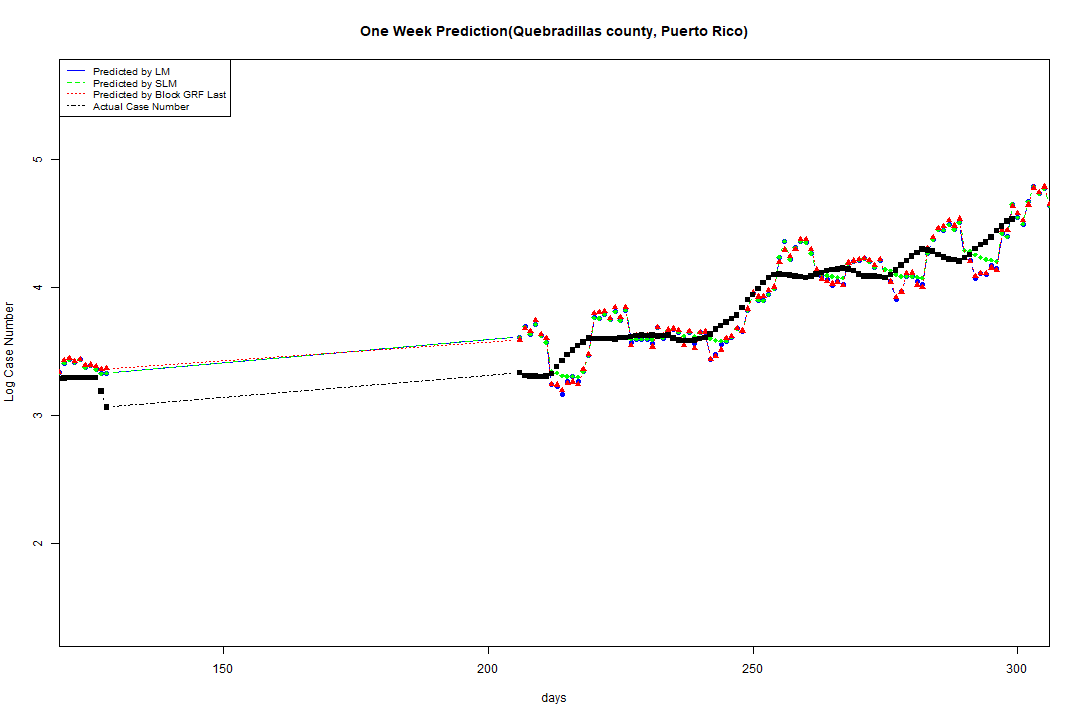 One Week Prediction(Quebradillas county, Puerto Rico)
Predicted by LM
Predicted by SLM
Predicted by Block GRF Last
Actual Case Number
5
4
3
2
Log Case Number
150 200 250 300
days